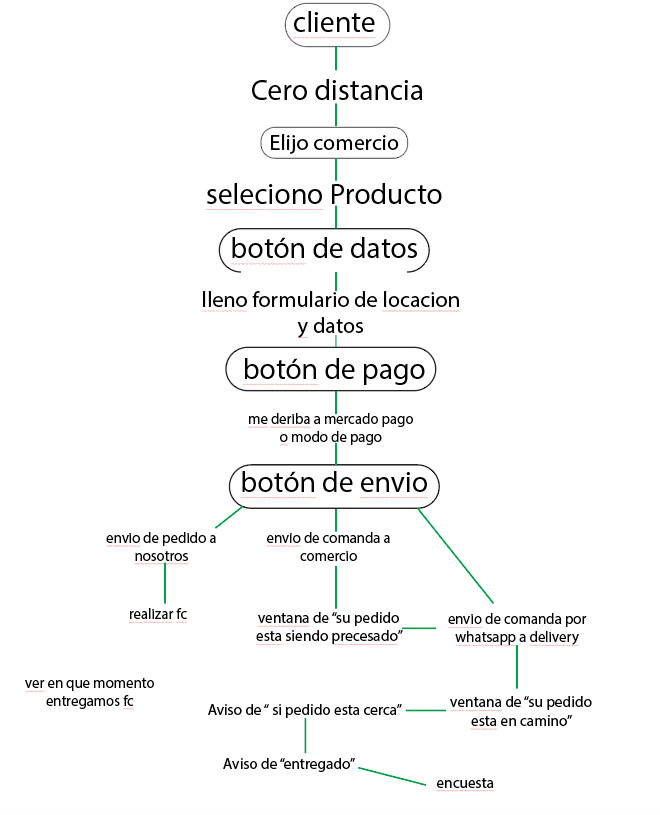 cliente
Cero distancia
Elijo comercio
seleciono Producto
botón de datos
lleno formulario de locacion
y datos
botón de pago
me deriba a mercado pago
o modo de pago
botón de envio
envio de pedido a
nosotros
envio de comanda a
comercio
realizar fc
ventana de “su pedido
esta siendo precesado”
envio de comanda por
whatsapp a delivery
ver en que momento
entregamos fc
Aviso de “ si pedido esta cerca”
ventana de “su pedido
esta en camino”
Aviso de “entregado”
encuesta